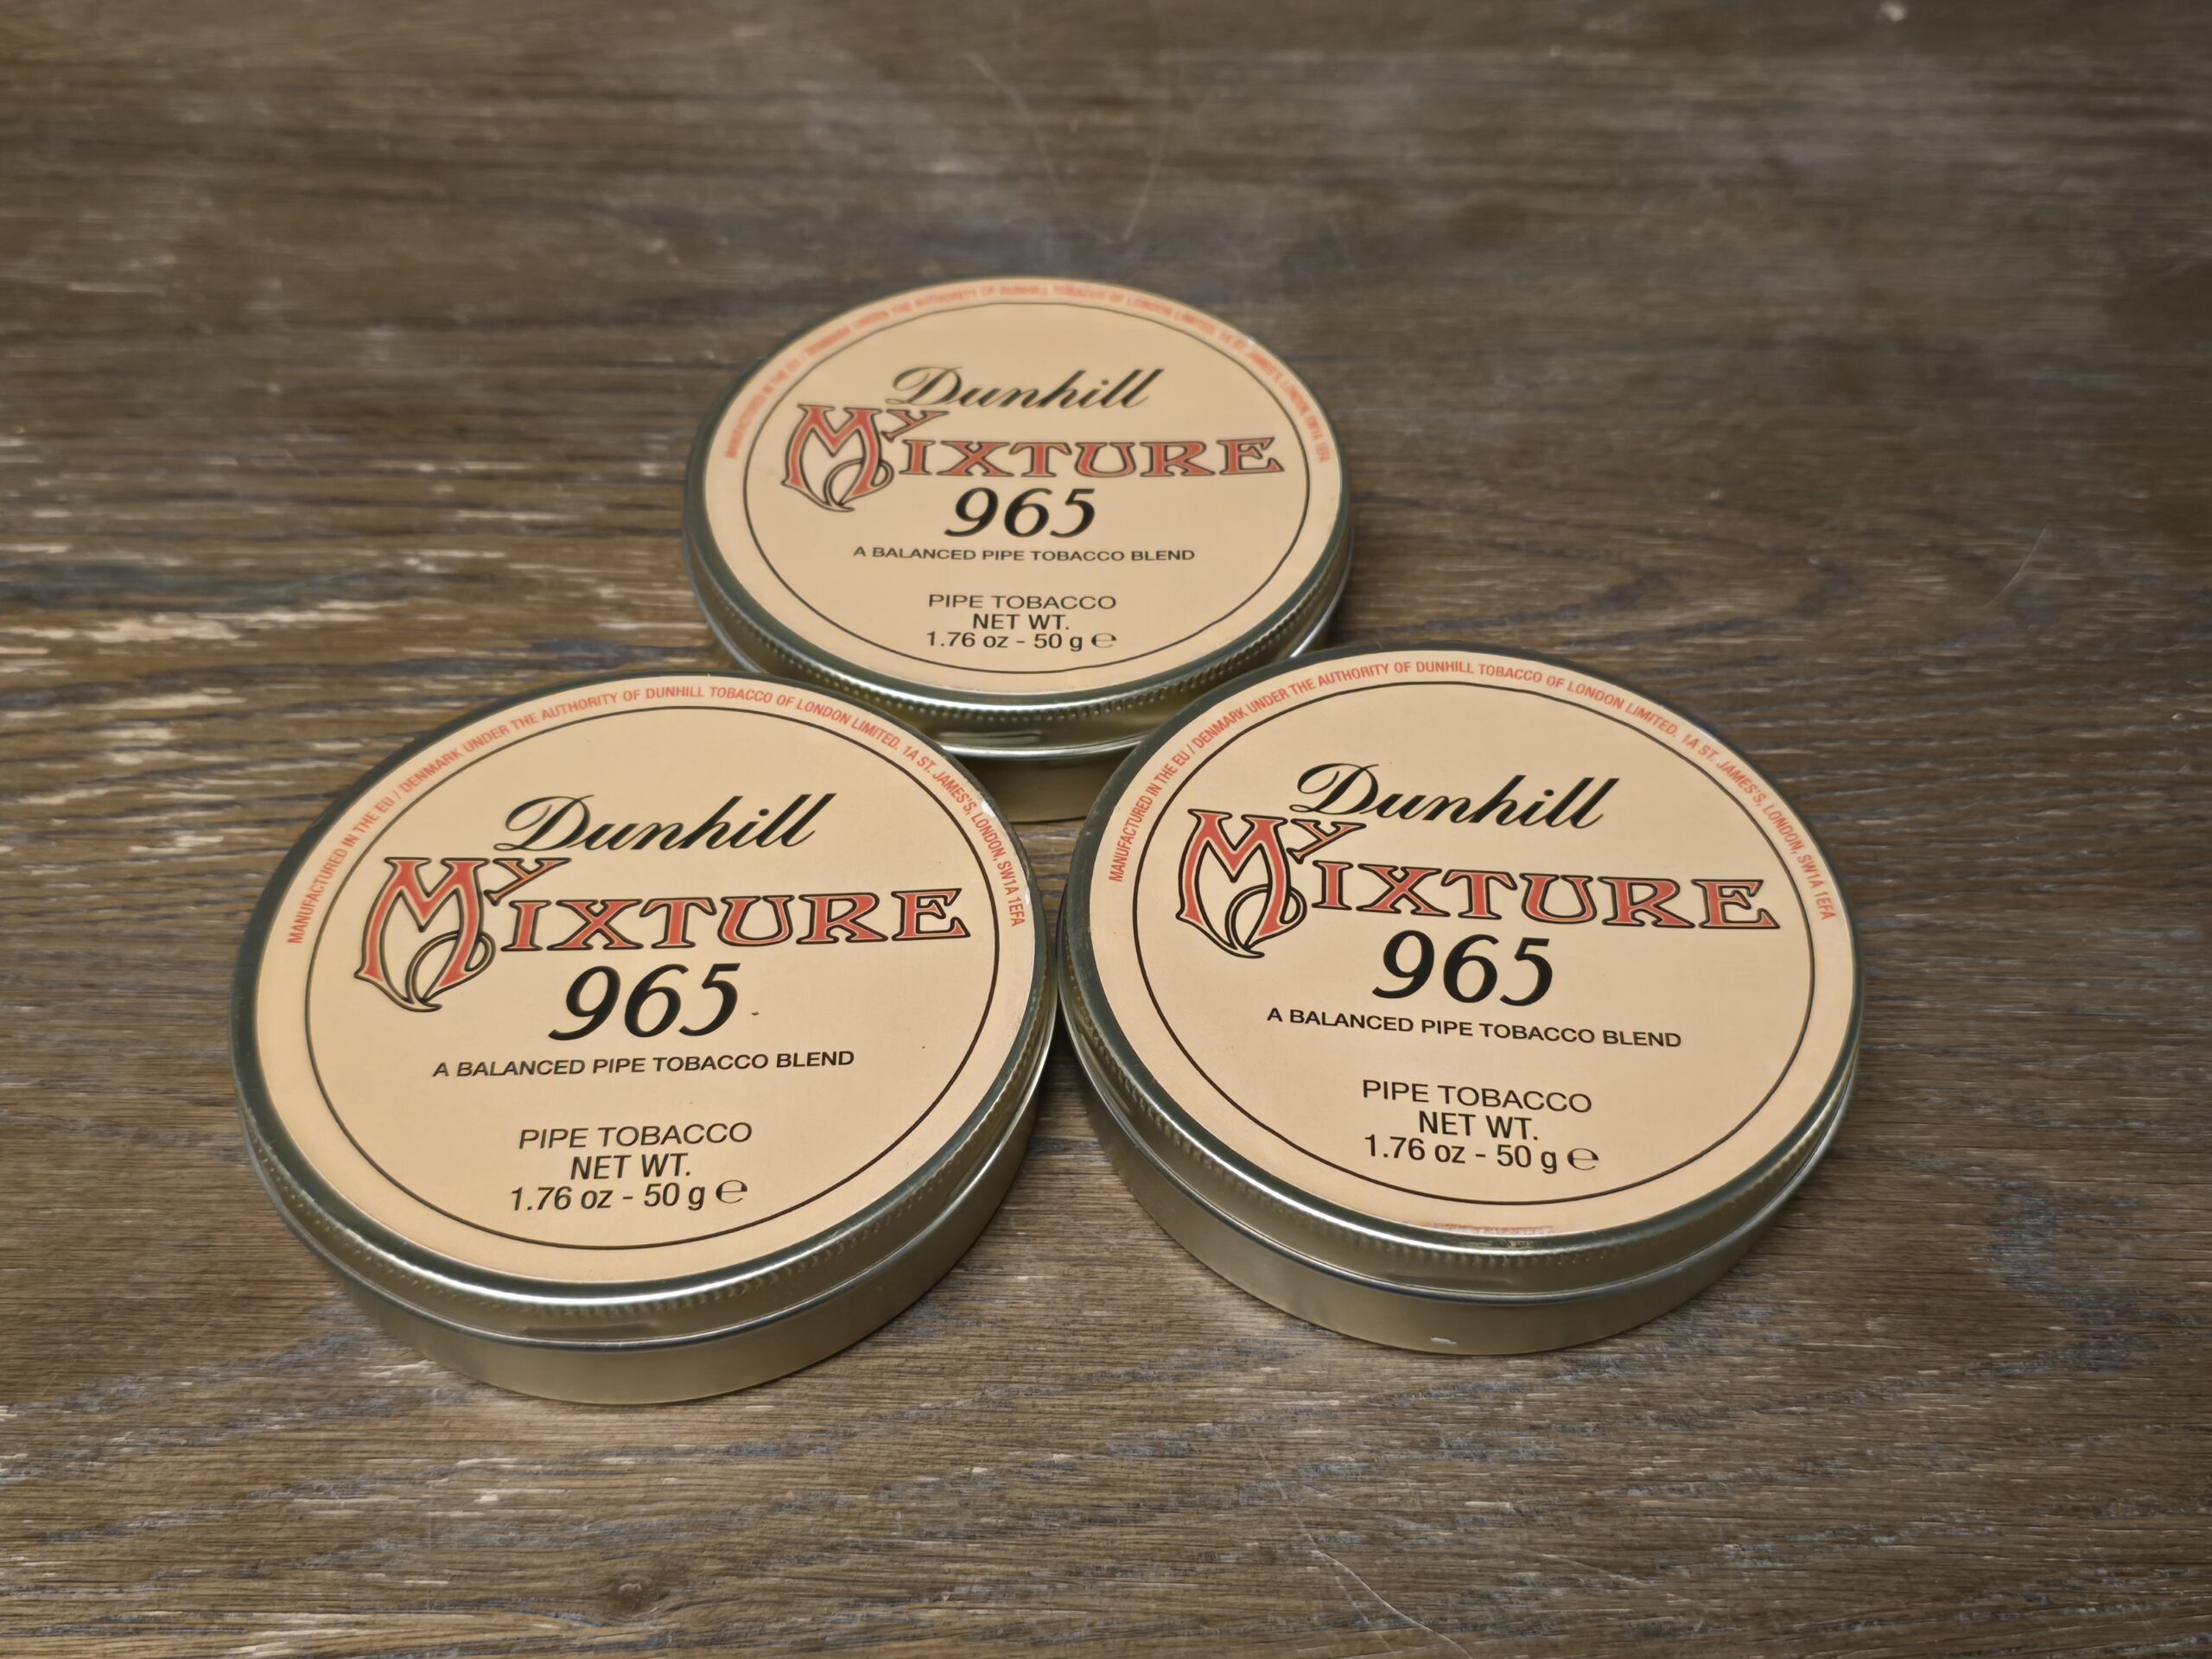 MANUFACTURED IN THE EU / DENMARK UNDER THE AUTHORITY OF DUNHILL TOBACCO OF LONDON LIMITED. 1A ST. JAMES'S, LONDON, SW1A 1EFA
Dunhill
My Mixture
965
A BALANCED PIPE TOBACCO BLEND
PIPE TOBACCO
NET WT.
1.76 oz - 50 g ℮
MANUFACTURED IN THE EU / DENMARK UNDER THE AUTHORITY OF DUNHILL TOBACCO OF LONDON LIMITED. 1A ST. JAMES'S, LONDON, SW1A 1EFA
Dunhill
My Mixture
965
A BALANCED PIPE TOBACCO BLEND
PIPE TOBACCO
NET WT.
1.76 oz - 50 g ℮
MANUFACTURED IN THE EU / DENMARK UNDER THE AUTHORITY OF DUNHILL TOBACCO OF LONDON LIMITED. 1A ST. JAMES'S, LONDON, SW1A 1EFA
Dunhill
My Mixture
965
A BALANCED PIPE TOBACCO BLEND
PIPE TOBACCO
NET WT.
1.76 oz - 50 g ℮